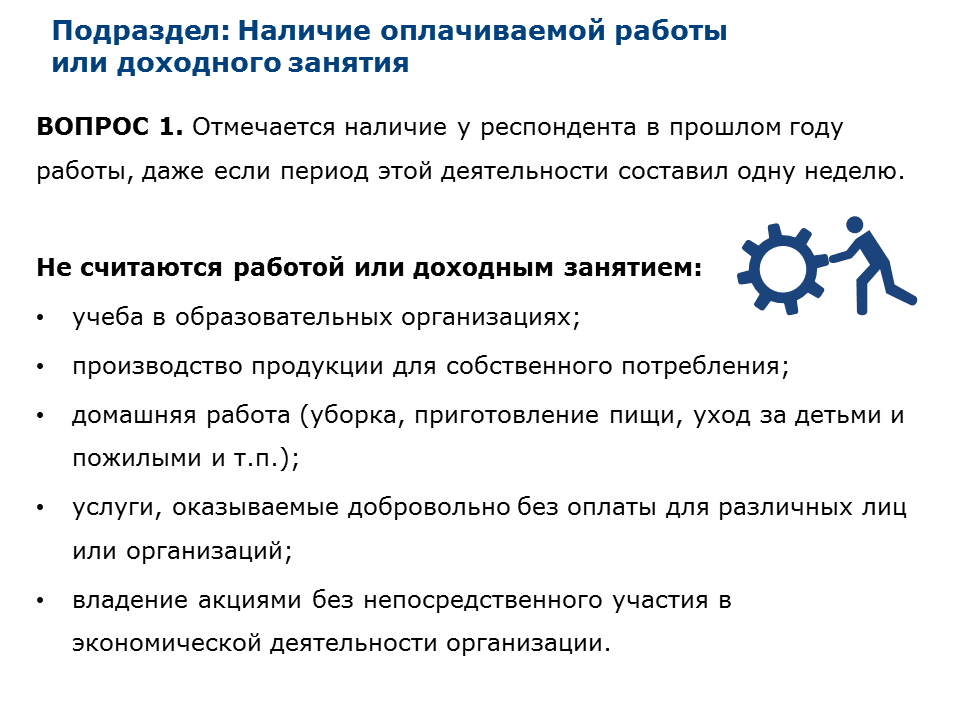 Подраздел: Наличие оплачиваемой работы
или доходного занятия
ВОПРОС 1. Отмечается наличие у респондента в прошлом году
работы, даже если период этой деятельности составил одну неделю.
Не считаются работой или доходным занятием:
• учеба в образовательных организациях;
• производство продукции для собственного потребления;
• домашняя работа (уборка, приготовление пищи, уход за детьми и
пожилыми и т.п.);
• услуги, оказываемые добровольно без оплаты для различных лиц
или организаций;
• владение акциями без непосредственного участия в
экономической деятельности организации.